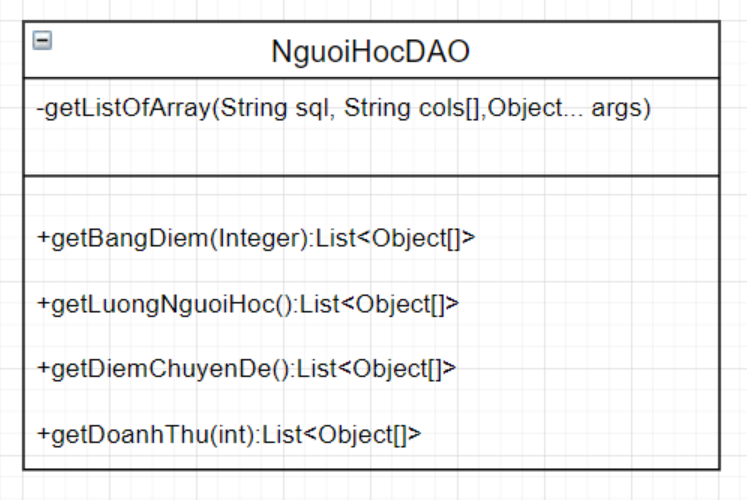 NguoiHocDAO
-getListOfArray(String sql, String cols[],Object... args)
+getBangDiem(Integer):List<Object[]>
+getLuongNguoiHoc():List<Object[]>
+getDiemChuyenDe():List<Object[]>
+getDoanhThu(int):List<Object[]>